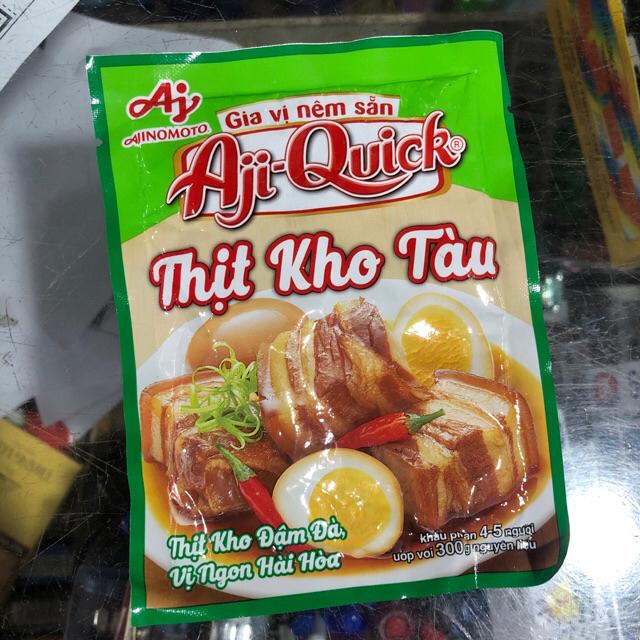 Aj
AJINOMOTO
Gia vị nêm sẵn
Aji-Quick®
Thịt Kho Tàu
Thịt Kho Đậm Đà,
Vị Ngon Hài Hòa
khẩu phần 4-5 người
ướp với 300g nguyên liệu